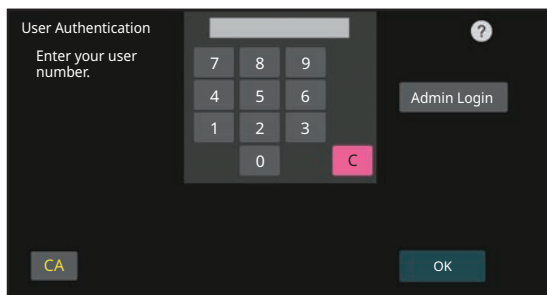 User Authentication
?
Enter your user
number.
7 8 9
4 5 6
Admin Login
1 2 3
0 C
CA
OK